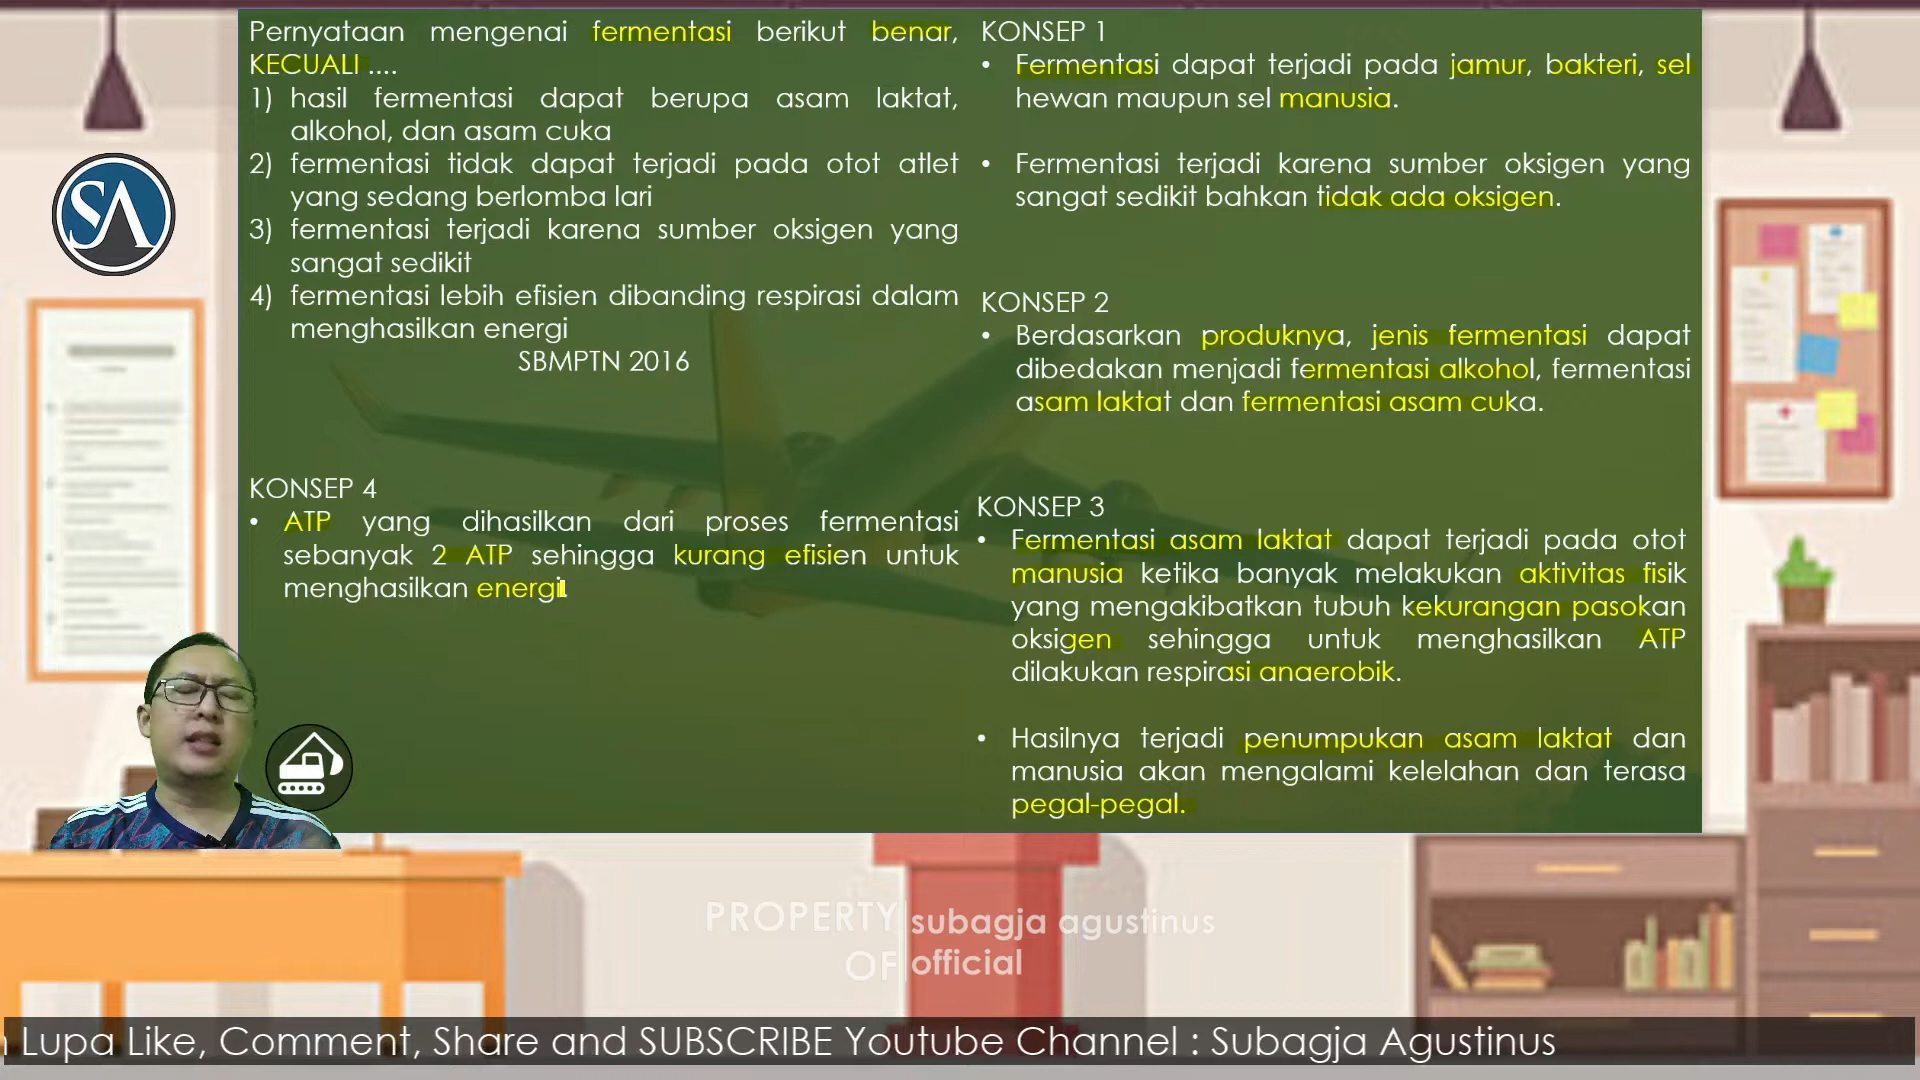 Pernyataan mengenai fermentasi berikut benar,
KECUALI ....
1) hasil fermentasi dapat berupa asam laktat,
alkohol, dan asam cuka
2) fermentasi tidak dapat terjadi pada otot atlet
yang sedang berlomba lari
3) fermentasi terjadi karena sumber oksigen yang
sangat sedikit
4) fermentasi lebih efisien dibanding respirasi dalam
menghasilkan energi
SBMPTN 2016
KONSEP 4
• ATP yang dihasilkan dari proses fermentasi
sebanyak 2 ATP sehingga kurang efisien untuk
menghasilkan energi.
KONSEP 1
• Fermentasi dapat terjadi pada jamur, bakteri, sel
hewan maupun sel manusia.
• Fermentasi terjadi karena sumber oksigen yang
sangat sedikit bahkan tidak ada oksigen.
KONSEP 2
• Berdasarkan produknya, jenis fermentasi dapat
dibedakan menjadi fermentasi alkohol, fermentasi
asam laktat dan fermentasi asam cuka.
KONSEP 3
• Fermentasi asam laktat dapat terjadi pada otot
manusia ketika banyak melakukan aktivitas fisik
yang mengakibatkan tubuh kekurangan pasokan
oksigen sehingga untuk menghasilkan ATP
dilakukan respirasi anaerobik.
• Hasilnya terjadi penumpukan asam laktat dan
manusia akan mengalami kelelahan dan terasa
pegal-pegal.
SA
PROPERTY subagja agustinus
OF official
Lupa Like, Comment, Share and SUBSCRIBE Youtube Channel : Subagja Agustinus